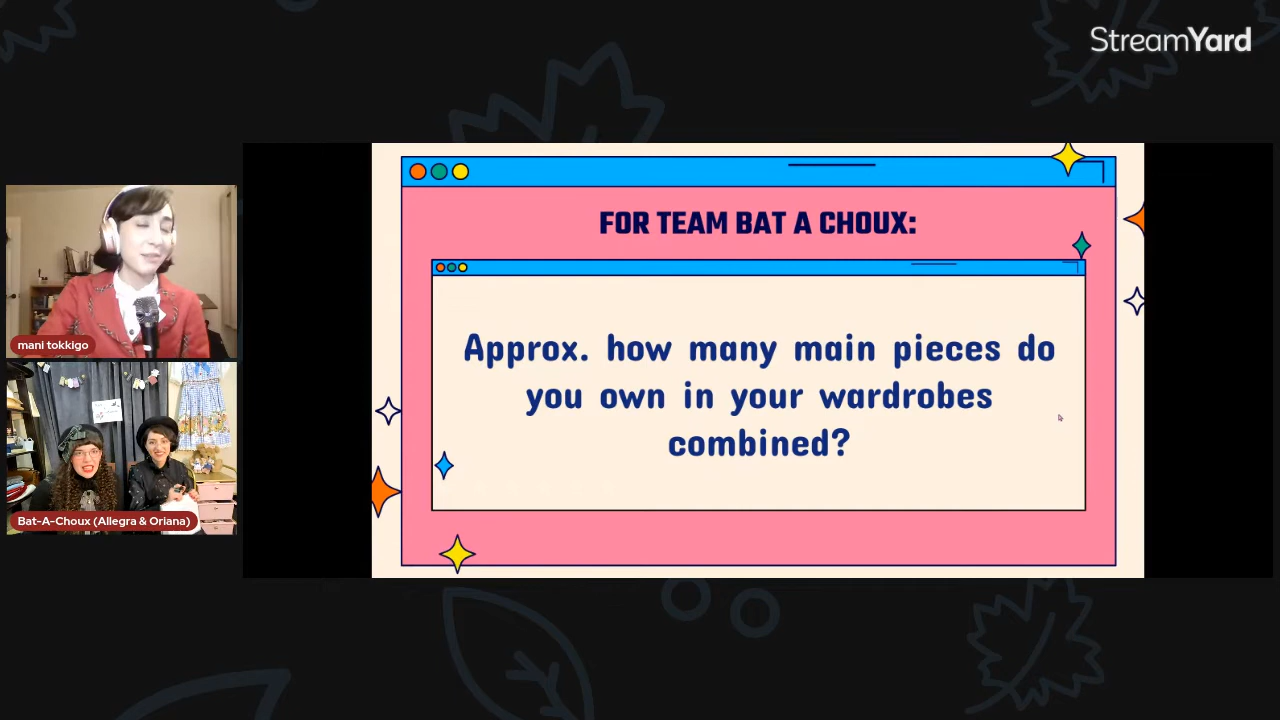 StreamYard
mani tokkigo
Bat-A-Choux (Allegra & Oriana)
FOR TEAM BAT A CHOUX:
Approx. how many main pieces do
you own in your wardrobes
combined?